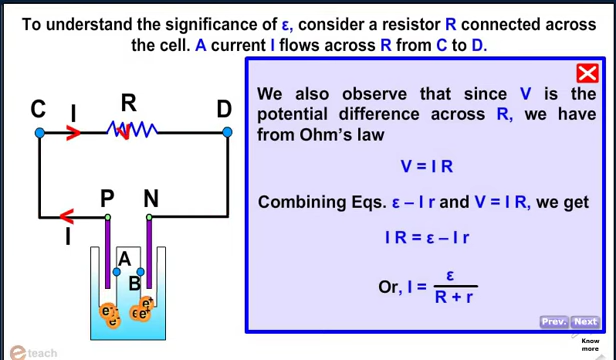 To understand the significance of ε, consider a resistor R connected across
the cell. A current I flows across R from C to D.
We also observe that since V is the
potential difference across R, we have
from Ohm's law
V = I R
Combining Eqs. ε – I r and V = I R, we get
I R = ε – I r
Or, I = ε
R + r
C
I
R
D
P
N
I
A
B
e⁻
e⁻
e⁺
e⁺
Prev.
Next
Know
more
e teach